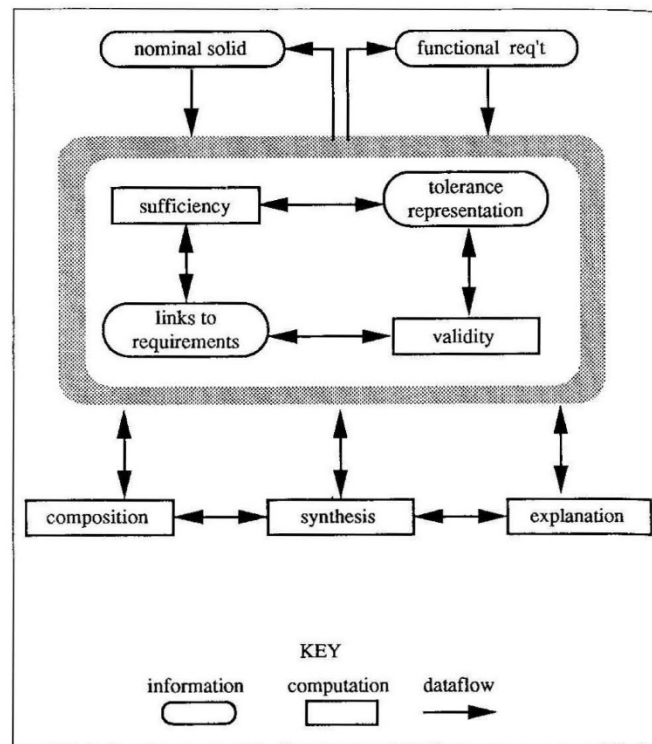 nominal solid
functional req't
sufficiency
tolerance
representation
links to
requirements
validity
composition
synthesis
explanation
KEY
information
computation
dataflow